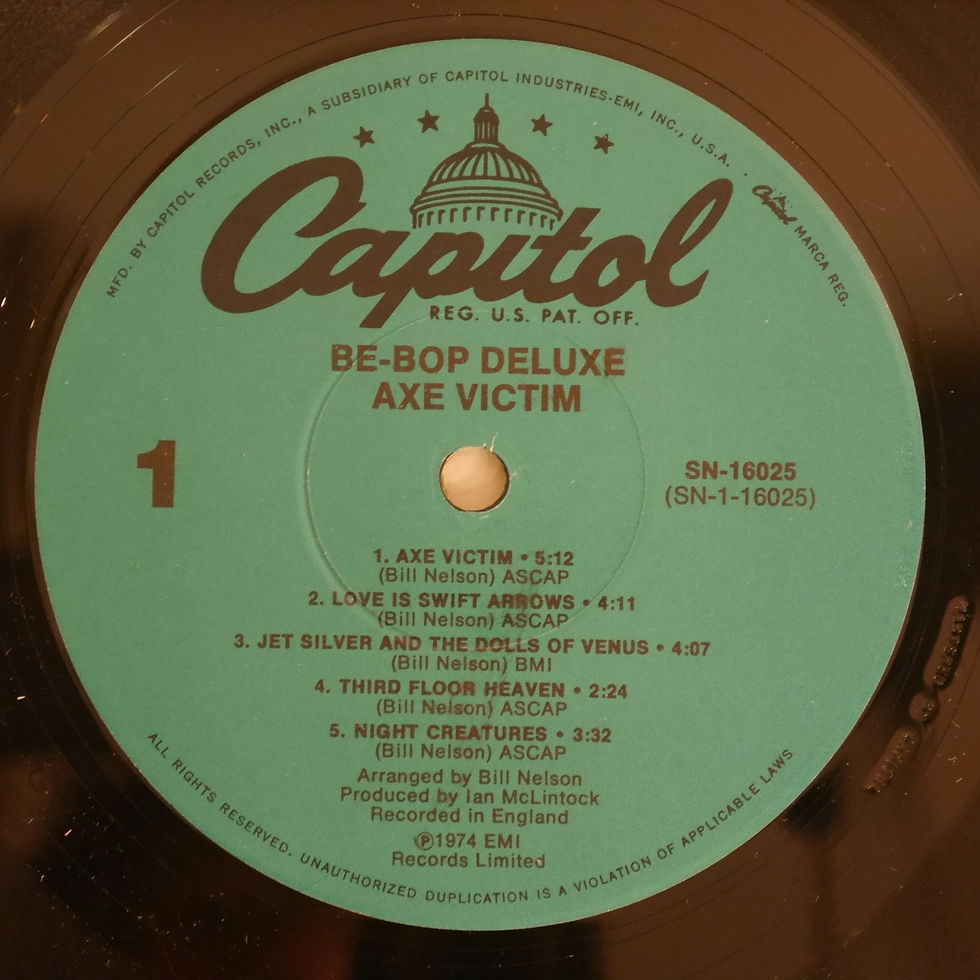 MFD. BY CAPITOL RECORDS, INC., A SUBSIDIARY OF CAPITOL INDUSTRIES-EMI, INC., U.S.A. · Capitol MARCA REG.
Capitol
REG. U.S. PAT. OFF.
BE-BOP DELUXE
AXE VICTIM
1
SN-16025
(SN-1-16025)
1. AXE VICTIM • 5:12
(Bill Nelson) ASCAP
2. LOVE IS SWIFT ARROWS • 4:11
(Bill Nelson) ASCAP
3. JET SILVER AND THE DOLLS OF VENUS • 4:07
(Bill Nelson) BMI
4. THIRD FLOOR HEAVEN • 2:24
(Bill Nelson) ASCAP
5. NIGHT CREATURES • 3:32
(Bill Nelson) ASCAP
Arranged by Bill Nelson
Produced by Ian McLintock
Recorded in England
℗1974 EMI
Records Limited
ALL RIGHTS RESERVED. UNAUTHORIZED DUPLICATION IS A VIOLATION OF APPLICABLE LAWS